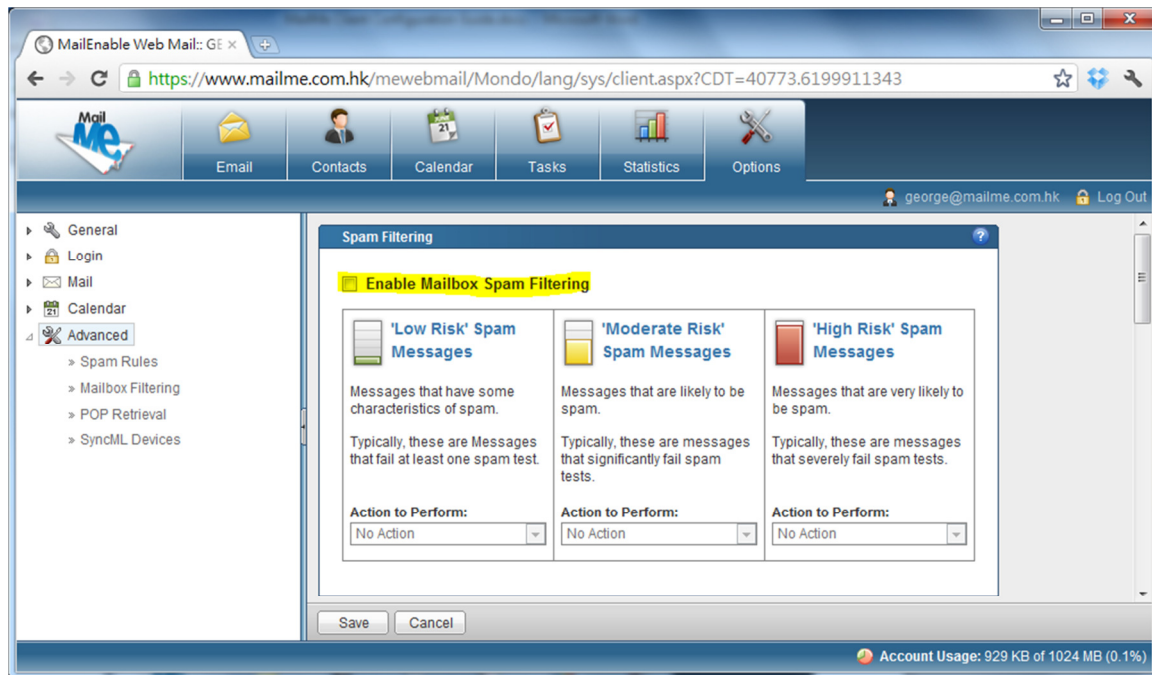 MailEnable Web Mail:: GE
https://www.mailme.com.hk/mewebmail/Mondo/lang/sys/client.aspx?CDT=40773.6199911343
Mail
Me
Email
Contacts
21
Calendar
Tasks
Statistics
Options
george@mailme.com.hk
Log Out
General
Login
Mail
21
Calendar
Advanced
» Spam Rules
» Mailbox Filtering
» POP Retrieval
» SyncML Devices
Spam Filtering
?
Enable Mailbox Spam Filtering
'Low Risk' Spam
Messages
Messages that have some
characteristics of spam.
Typically, these are Messages
that fail at least one spam test.
Action to Perform:
No Action
'Moderate Risk'
Spam Messages
Messages that are likely to be
spam.
Typically, these are messages
that significantly fail spam
tests.
Action to Perform:
No Action
'High Risk' Spam
Messages
Messages that are very likely to
be spam.
Typically, these are messages
that severely fail spam tests.
Action to Perform:
No Action
Save
Cancel
Account Usage: 929 KB of 1024 MB (0.1%)